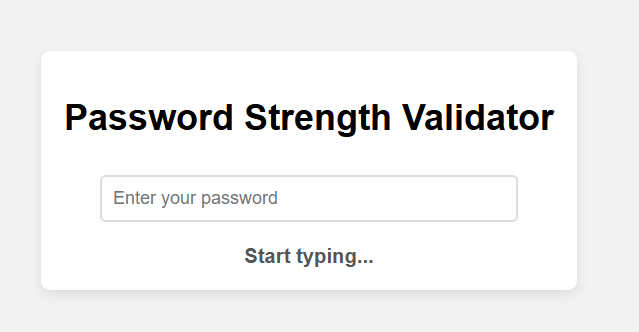 Password Strength Validator
Enter your password
Start typing...